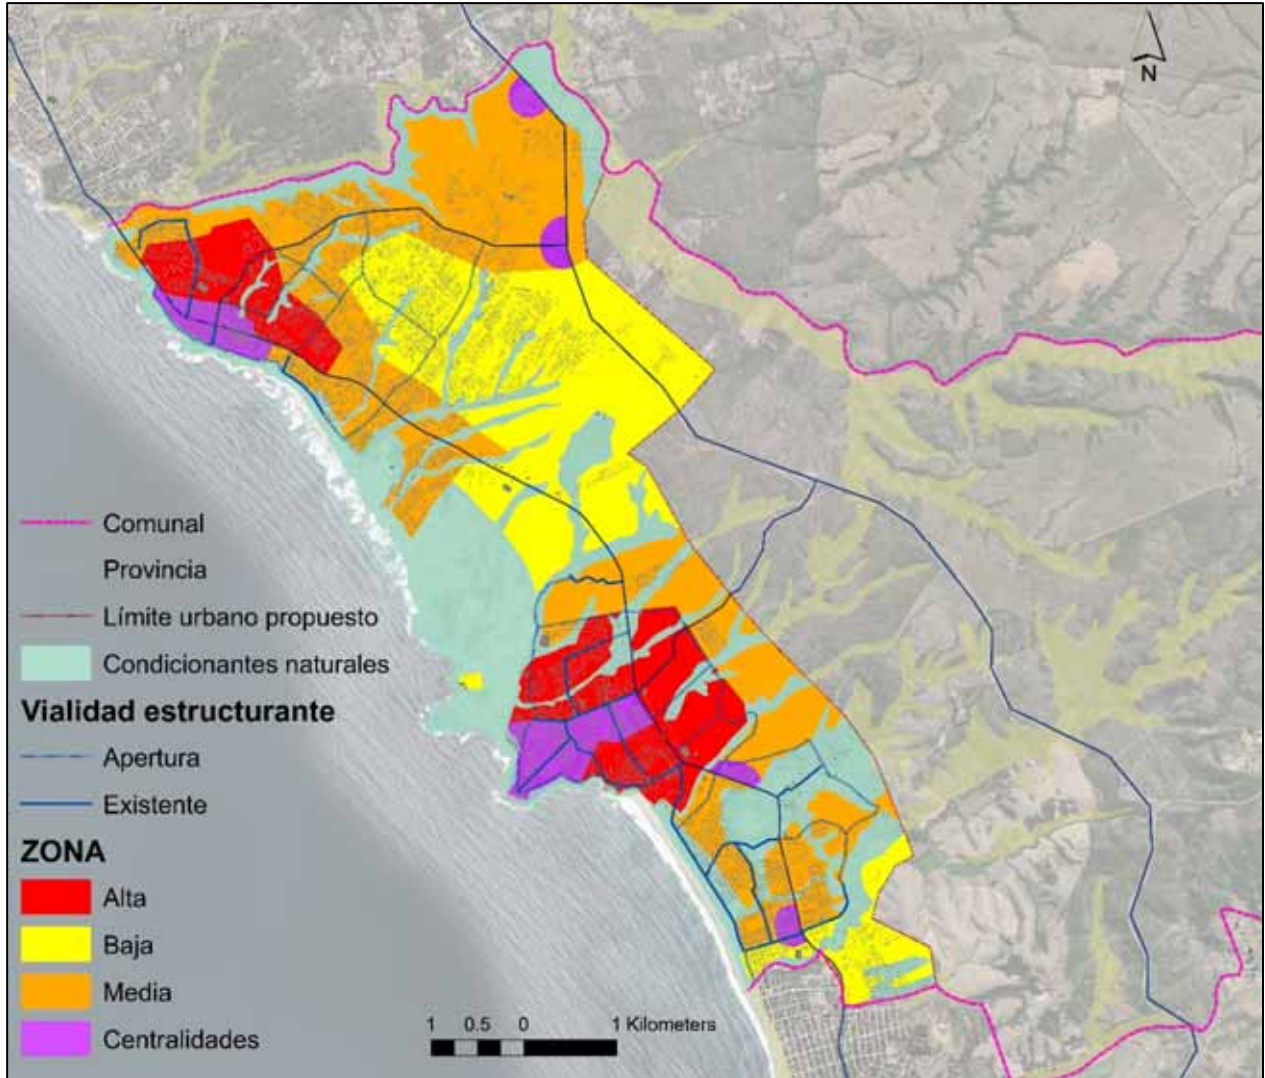 N
Comunal
Provincia
Límite urbano propuesto
Condicionantes naturales
Vialidad estructurante
Apertura
Existente
ZONA
Alta
Baja
Media
Centralidades
1 0.5 0 1 Kilometers